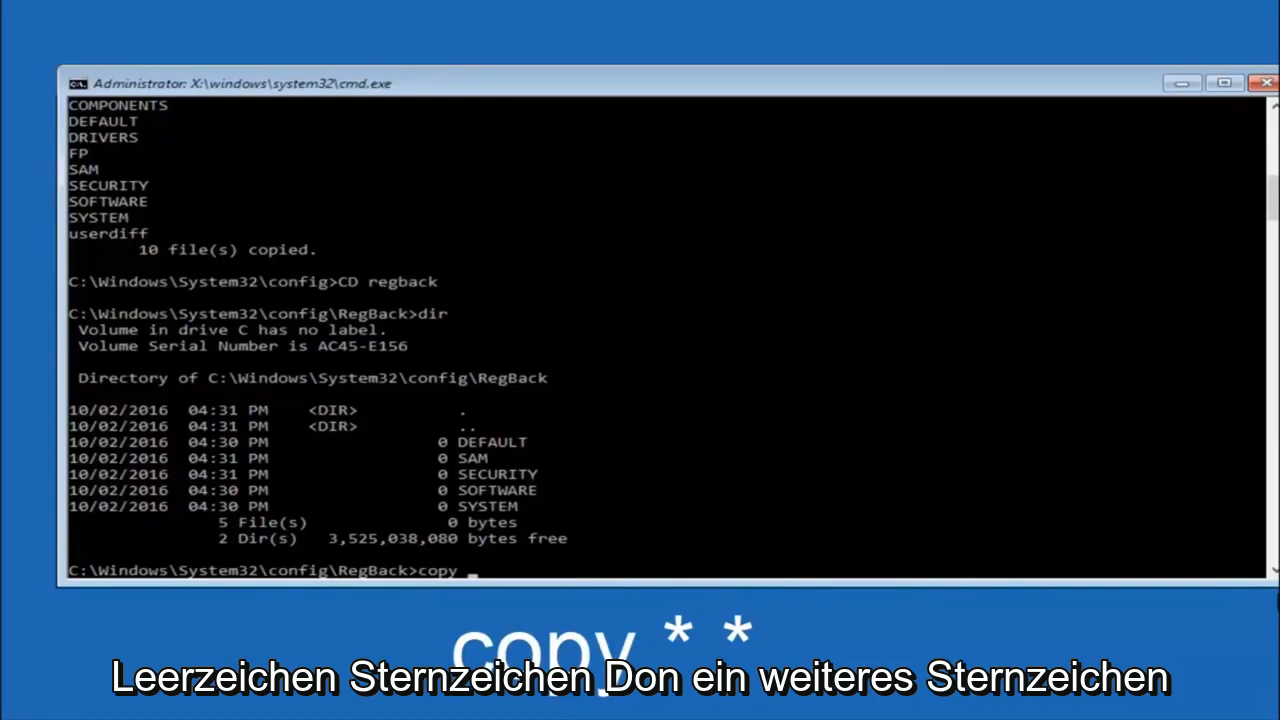 Administrator: X:\windows\system32\cmd.exe
COMPONENTS
DEFAULT
DRIVERS
FP
SAM
SECURITY
SOFTWARE
SYSTEM
userdiff
10 file(s) copied.
C:\Windows\System32\config>CD regback
C:\Windows\System32\config\RegBack>dir
Volume in drive C has no label.
Volume Serial Number is AC45-E156
Directory of C:\Windows\System32\config\RegBack
10/02/2016 04:31 PM <DIR> .
10/02/2016 04:31 PM <DIR> ..
10/02/2016 04:30 PM 0 DEFAULT
10/02/2016 04:31 PM 0 SAM
10/02/2016 04:31 PM 0 SECURITY
10/02/2016 04:30 PM 0 SOFTWARE
10/02/2016 04:30 PM 0 SYSTEM
5 File(s) 0 bytes
2 Dir(s) 3,525,038,080 bytes free
C:\Windows\System32\config\RegBack>copy _
copy * *
Leerzeichen Sternzeichen Don ein weiteres Sternzeichen